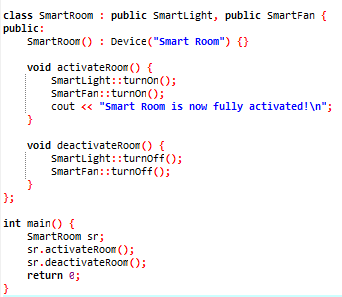 class SmartRoom : public SmartLight, public SmartFan {
public:
    SmartRoom() : Device("Smart Room") {}

    void activateRoom() {
        SmartLight::turnOn();
        SmartFan::turnOn();
        cout << "Smart Room is now fully activated!\n";
    }

    void deactivateRoom() {
        SmartLight::turnOff();
        SmartFan::turnOff();
    }
};

int main() {
    SmartRoom sr;
    sr.activateRoom();
    sr.deactivateRoom();
    return 0;
}